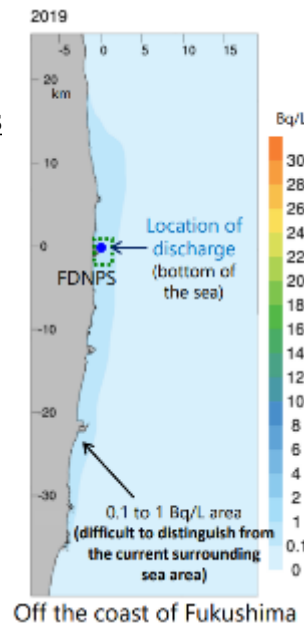 2019
-5 0 5 10 15
20
km
10
0
-10
-20
-30
Location of
discharge
(bottom of
the sea)
FDNPS
0.1 to 1 Bq/L area
(difficult to distinguish from
the current surrounding
sea area)
Bq/L
30
28
26
24
22
20
18
16
14
12
10
8
6
4
2
1
0.1
0
Off the coast of Fukushima